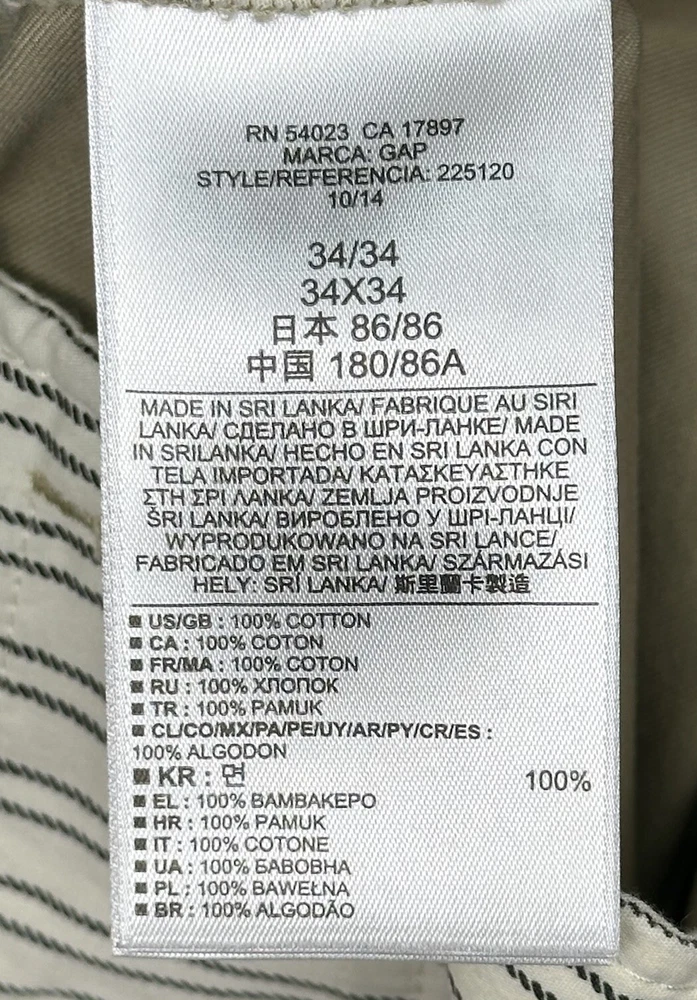 RN 54023 CA 17897
MARCA: GAP
STYLE/REFERENCIA: 225120
10/14
34/34
34X34
日本 86/86
中国 180/86A
MADE IN SRI LANKA/ FABRIQUE AU SIRI
LANKA/ СДЕЛАНО В ШРИ-ЛАНКЕ/ MADE
IN SRILANKA/ HECHO EN SRI LANKA CON
TELA IMPORTADA/ ΚΑΤΑΣΚΕΥΑΣΤΗΚΕ
ΣΤΗ ΣΡΙ ΛΑΝΚΑ/ ZEMLJA PROIZVODNJE
ŠRI LANKA/ ВИРОБЛЕНО У ШРІ-ЛАНЦІ/
WYPRODUKOWANO NA SRI LANCE/
FABRICADO EM SRI LANKA/ SZÁRMAZÁSI
HELY: SRÍ LANKA/ 斯里蘭卡製造
■ US/GB : 100% COTTON
■ CA : 100% COTON
■ FR/MA : 100% COTON
■ RU : 100% ХЛОПОК
■ TR : 100% PAMUK
■ CL/CO/MX/PA/PE/UY/AR/PY/CR/ES :
100% ALGODON
■ KR : 면 100%
■ EL : 100% ΒΑΜΒΑΚΕΡΟ
■ HR : 100% PAMUK
■ IT : 100% COTONE
■ UA : 100% БАВОВНА
■ PL : 100% BAWEŁNA
■ BR : 100% ALGODÃO